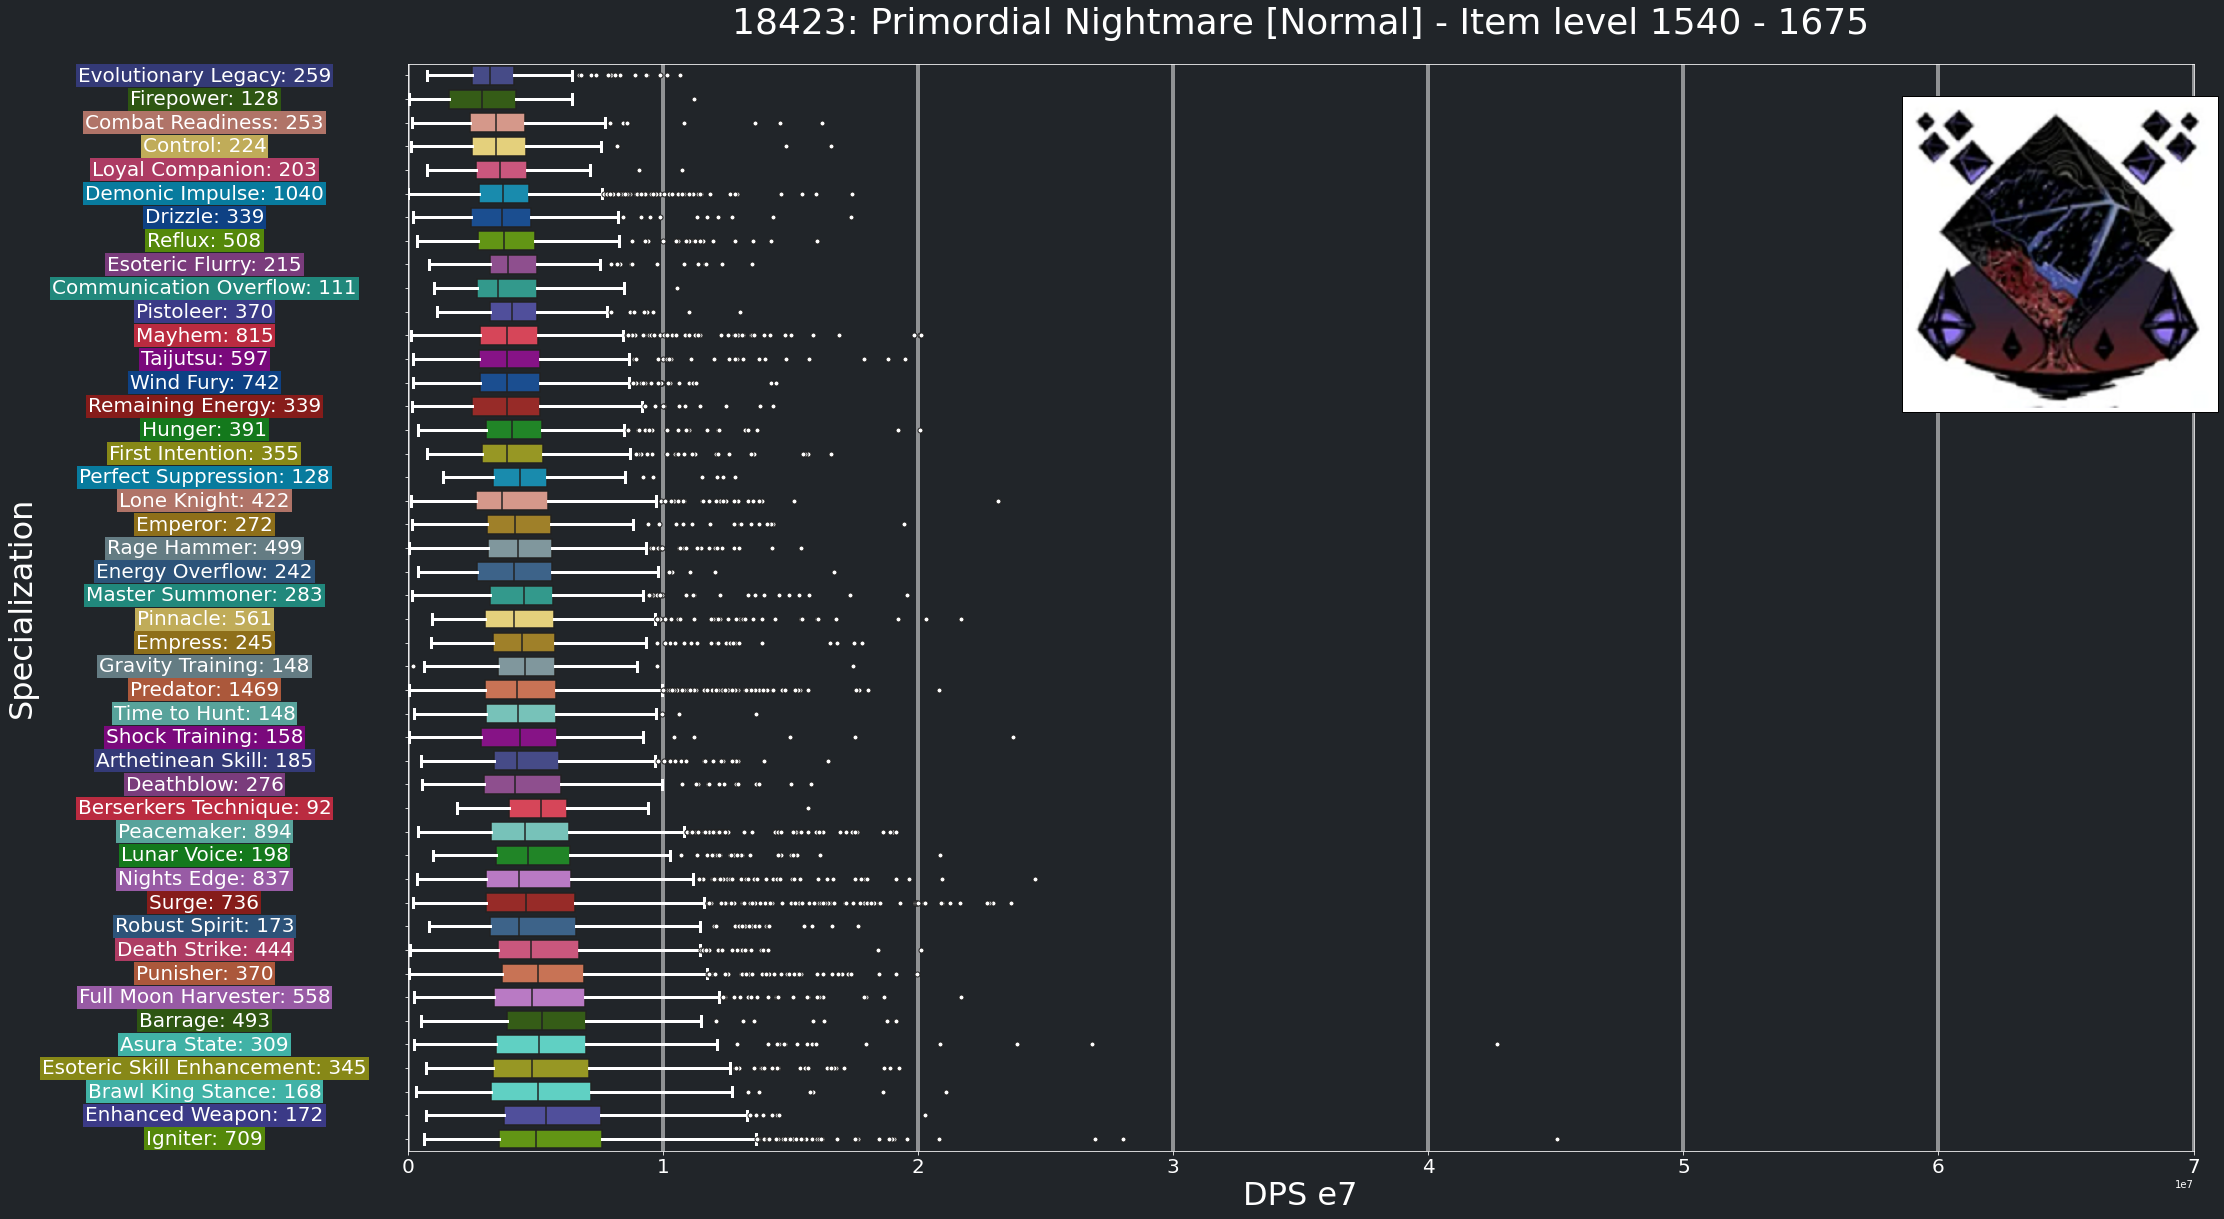 18423: Primordial Nightmare [Normal] - Item level 1540 - 1675
Specialization
Evolutionary Legacy: 259
Firepower: 128
Combat Readiness: 253
Control: 224
Loyal Companion: 203
Demonic Impulse: 1040
Drizzle: 339
Reflux: 508
Esoteric Flurry: 215
Communication Overflow: 111
Pistoleer: 370
Mayhem: 815
Taijutsu: 597
Wind Fury: 742
Remaining Energy: 339
Hunger: 391
First Intention: 355
Perfect Suppression: 128
Lone Knight: 422
Emperor: 272
Rage Hammer: 499
Energy Overflow: 242
Master Summoner: 283
Pinnacle: 561
Empress: 245
Gravity Training: 148
Predator: 1469
Time to Hunt: 148
Shock Training: 158
Arthetinean Skill: 185
Deathblow: 276
Berserkers Technique: 92
Peacemaker: 894
Lunar Voice: 198
Nights Edge: 837
Surge: 736
Robust Spirit: 173
Death Strike: 444
Punisher: 370
Full Moon Harvester: 558
Barrage: 493
Asura State: 309
Esoteric Skill Enhancement: 345
Brawl King Stance: 168
Enhanced Weapon: 172
Igniter: 709
0 1 2 3 4 5 6 7
1e7
DPS e7